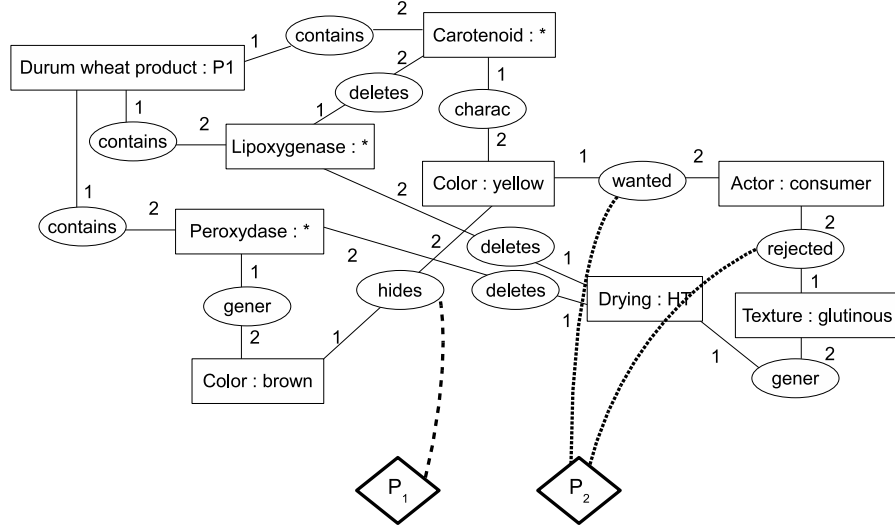 2
contains
Carotenoid : *
1
Durum wheat product : P1
2
1
deletes
charac
1
1
contains
2
Lipoxygenase : *
2
1
2
Color : yellow
wanted
Actor : consumer
1
2
contains
2
Peroxydase : *
2
deletes
1
2
rejected
1
gener
2
hides
2
deletes
1
Drying : HT
1
Texture : glutinous
2
1
Color : brown
1
2
gener
P1
P2